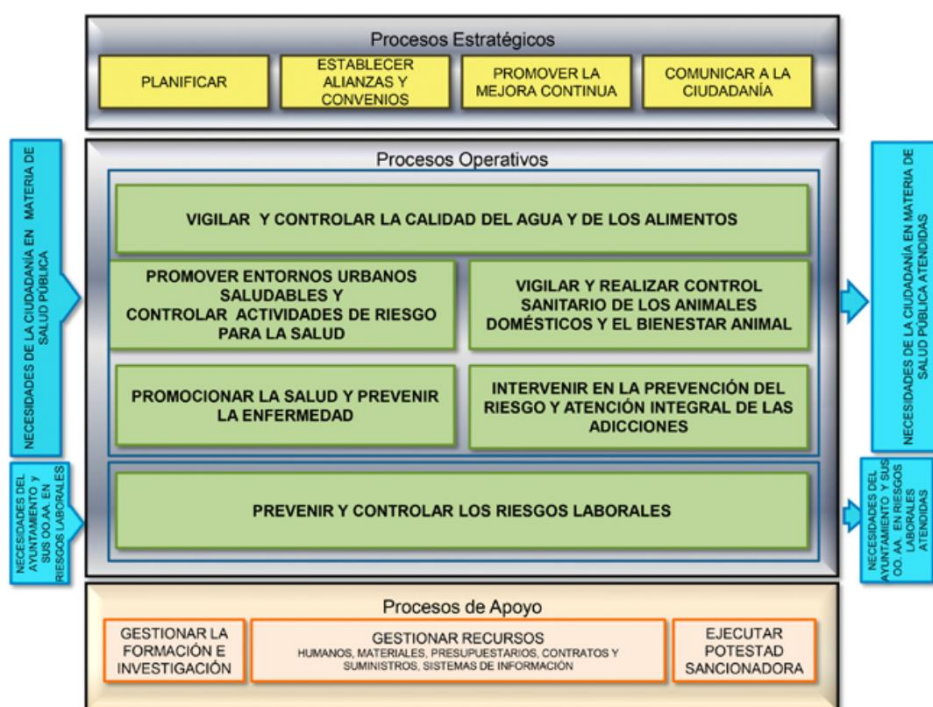 Procesos Estratégicos
PLANIFICAR
ESTABLECER
ALIANZAS Y
CONVENIOS
PROMOVER LA
MEJORA CONTINUA
COMUNICAR A LA
CIUDADANÍA
NECESIDADES DE LA CIUDADANÍA EN MATERIA DE
SALUD PÚBLICA
NECESIDADES DEL
AYUNTAMIENTO y
SUS OO.AA. EN
RIESGOS LABORALES
Procesos Operativos
VIGILAR Y CONTROLAR LA CALIDAD DEL AGUA Y DE LOS ALIMENTOS
PROMOVER ENTORNOS URBANOS
SALUDABLES Y
CONTROLAR ACTIVIDADES DE RIESGO
PARA LA SALUD
VIGILAR Y REALIZAR CONTROL
SANITARIO DE LOS ANIMALES
DOMÉSTICOS Y EL BIENESTAR ANIMAL
PROMOCIONAR LA SALUD Y PREVENIR
LA ENFERMEDAD
INTERVENIR EN LA PREVENCIÓN DEL
RIESGO Y ATENCIÓN INTEGRAL DE LAS
ADICCIONES
PREVENIR Y CONTROLAR LOS RIESGOS LABORALES
NECESIDADES DE LA CIUDADANÍA EN MATERIA DE
SALUD PÚBLICA ATENDIDAS
NECESIDADES DEL
AYUNTAMIENTO Y SUS
OO. AA. EN RIESGOS
LABORALES
ATENDIDAS
Procesos de Apoyo
GESTIONAR LA
FORMACIÓN E
INVESTIGACIÓN
GESTIONAR RECURSOS
HUMANOS, MATERIALES, PRESUPUESTARIOS, CONTRATOS Y
SUMINISTROS, SISTEMAS DE INFORMACIÓN
EJECUTAR
POTESTAD
SANCIONADORA